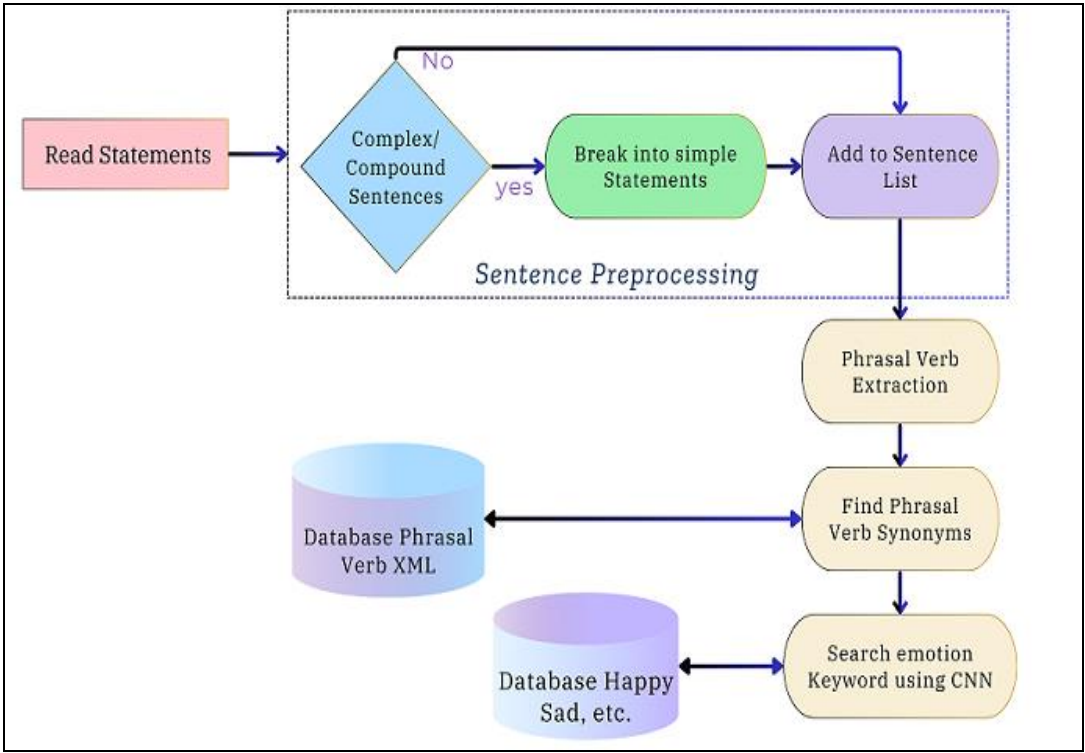 No
Read Statements
Complex/
Compound
Sentences
yes
Break into simple
Statements
Add to Sentence
List
Sentence Preprocessing
Phrasal Verb
Extraction
Find Phrasal
Verb Synonyms
Database Phrasal
Verb XML
Search emotion
Keyword using CNN
Database Happy
Sad, etc.